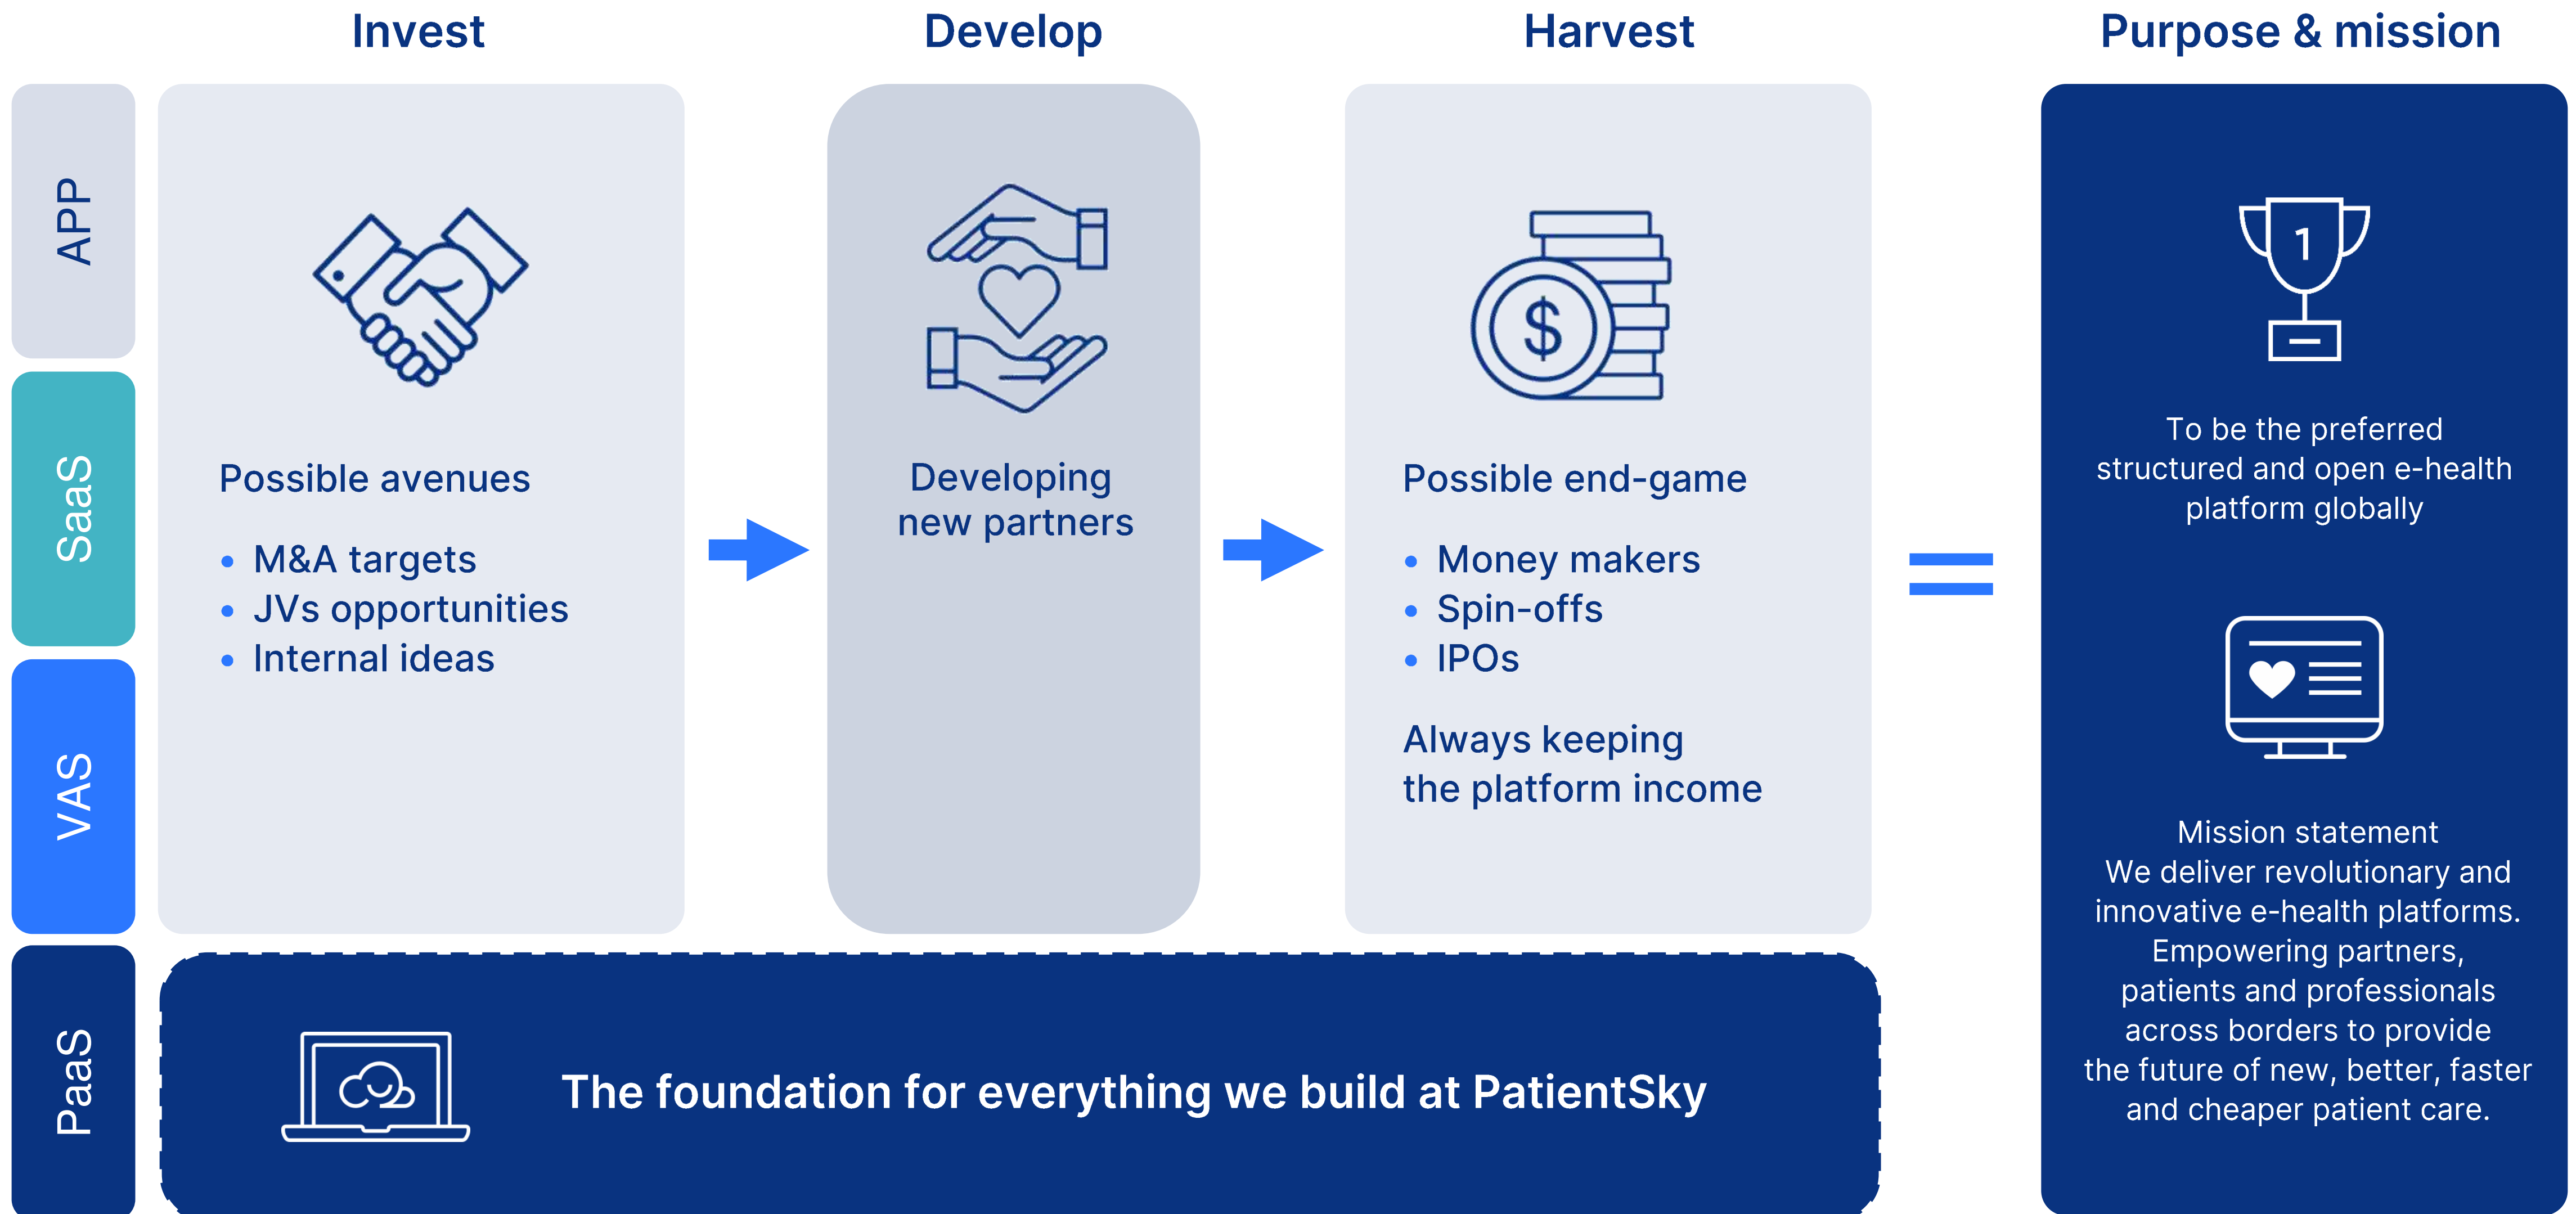 Invest
Develop
Harvest
Purpose & mission
APP
SaaS
VAS
PaaS
Possible avenues
• M&A targets
• JVs opportunities
• Internal ideas
Developing
new partners
$
Possible end-game
• Money makers
• Spin-offs
• IPOs
Always keeping
the platform income
=
1
To be the preferred
structured and open e-health
platform globally
Mission statement
We deliver revolutionary and
innovative e-health platforms.
Empowering partners,
patients and professionals
across borders to provide
the future of new, better, faster
and cheaper patient care.
The foundation for everything we build at PatientSky